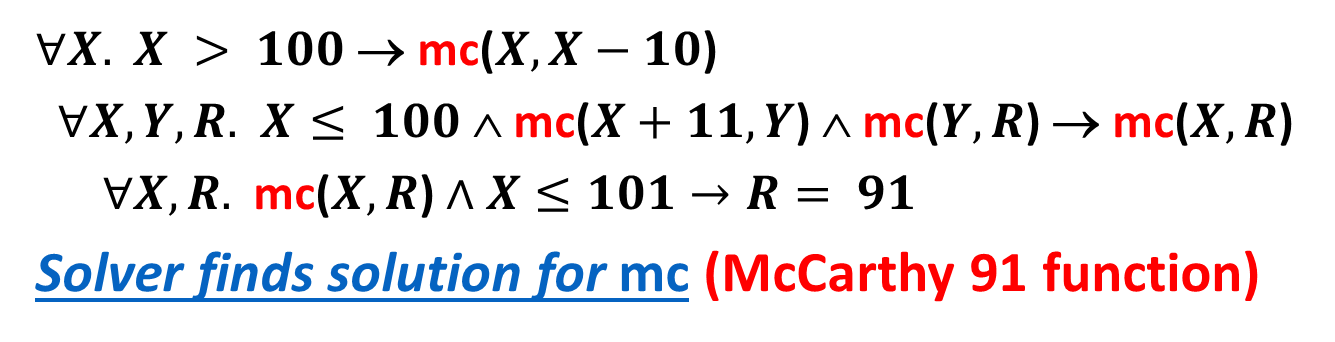 ∀X. X > 100 → mc(X, X − 10)
∀X, Y, R. X ≤ 100 ∧ mc(X + 11, Y) ∧ mc(Y, R) → mc(X, R)
∀X, R. mc(X, R) ∧ X ≤ 101 → R = 91
Solver finds solution for mc (McCarthy 91 function)